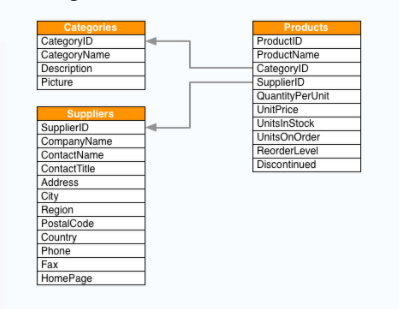 Categories
CategoryID
CategoryName
Description
Picture
Suppliers
SupplierID
CompanyName
ContactName
ContactTitle
Address
City
Region
PostalCode
Country
Phone
Fax
HomePage
Products
ProductID
ProductName
CategoryID
SupplierID
QuantityPerUnit
UnitPrice
UnitsInStock
UnitsOnOrder
ReorderLevel
Discontinued